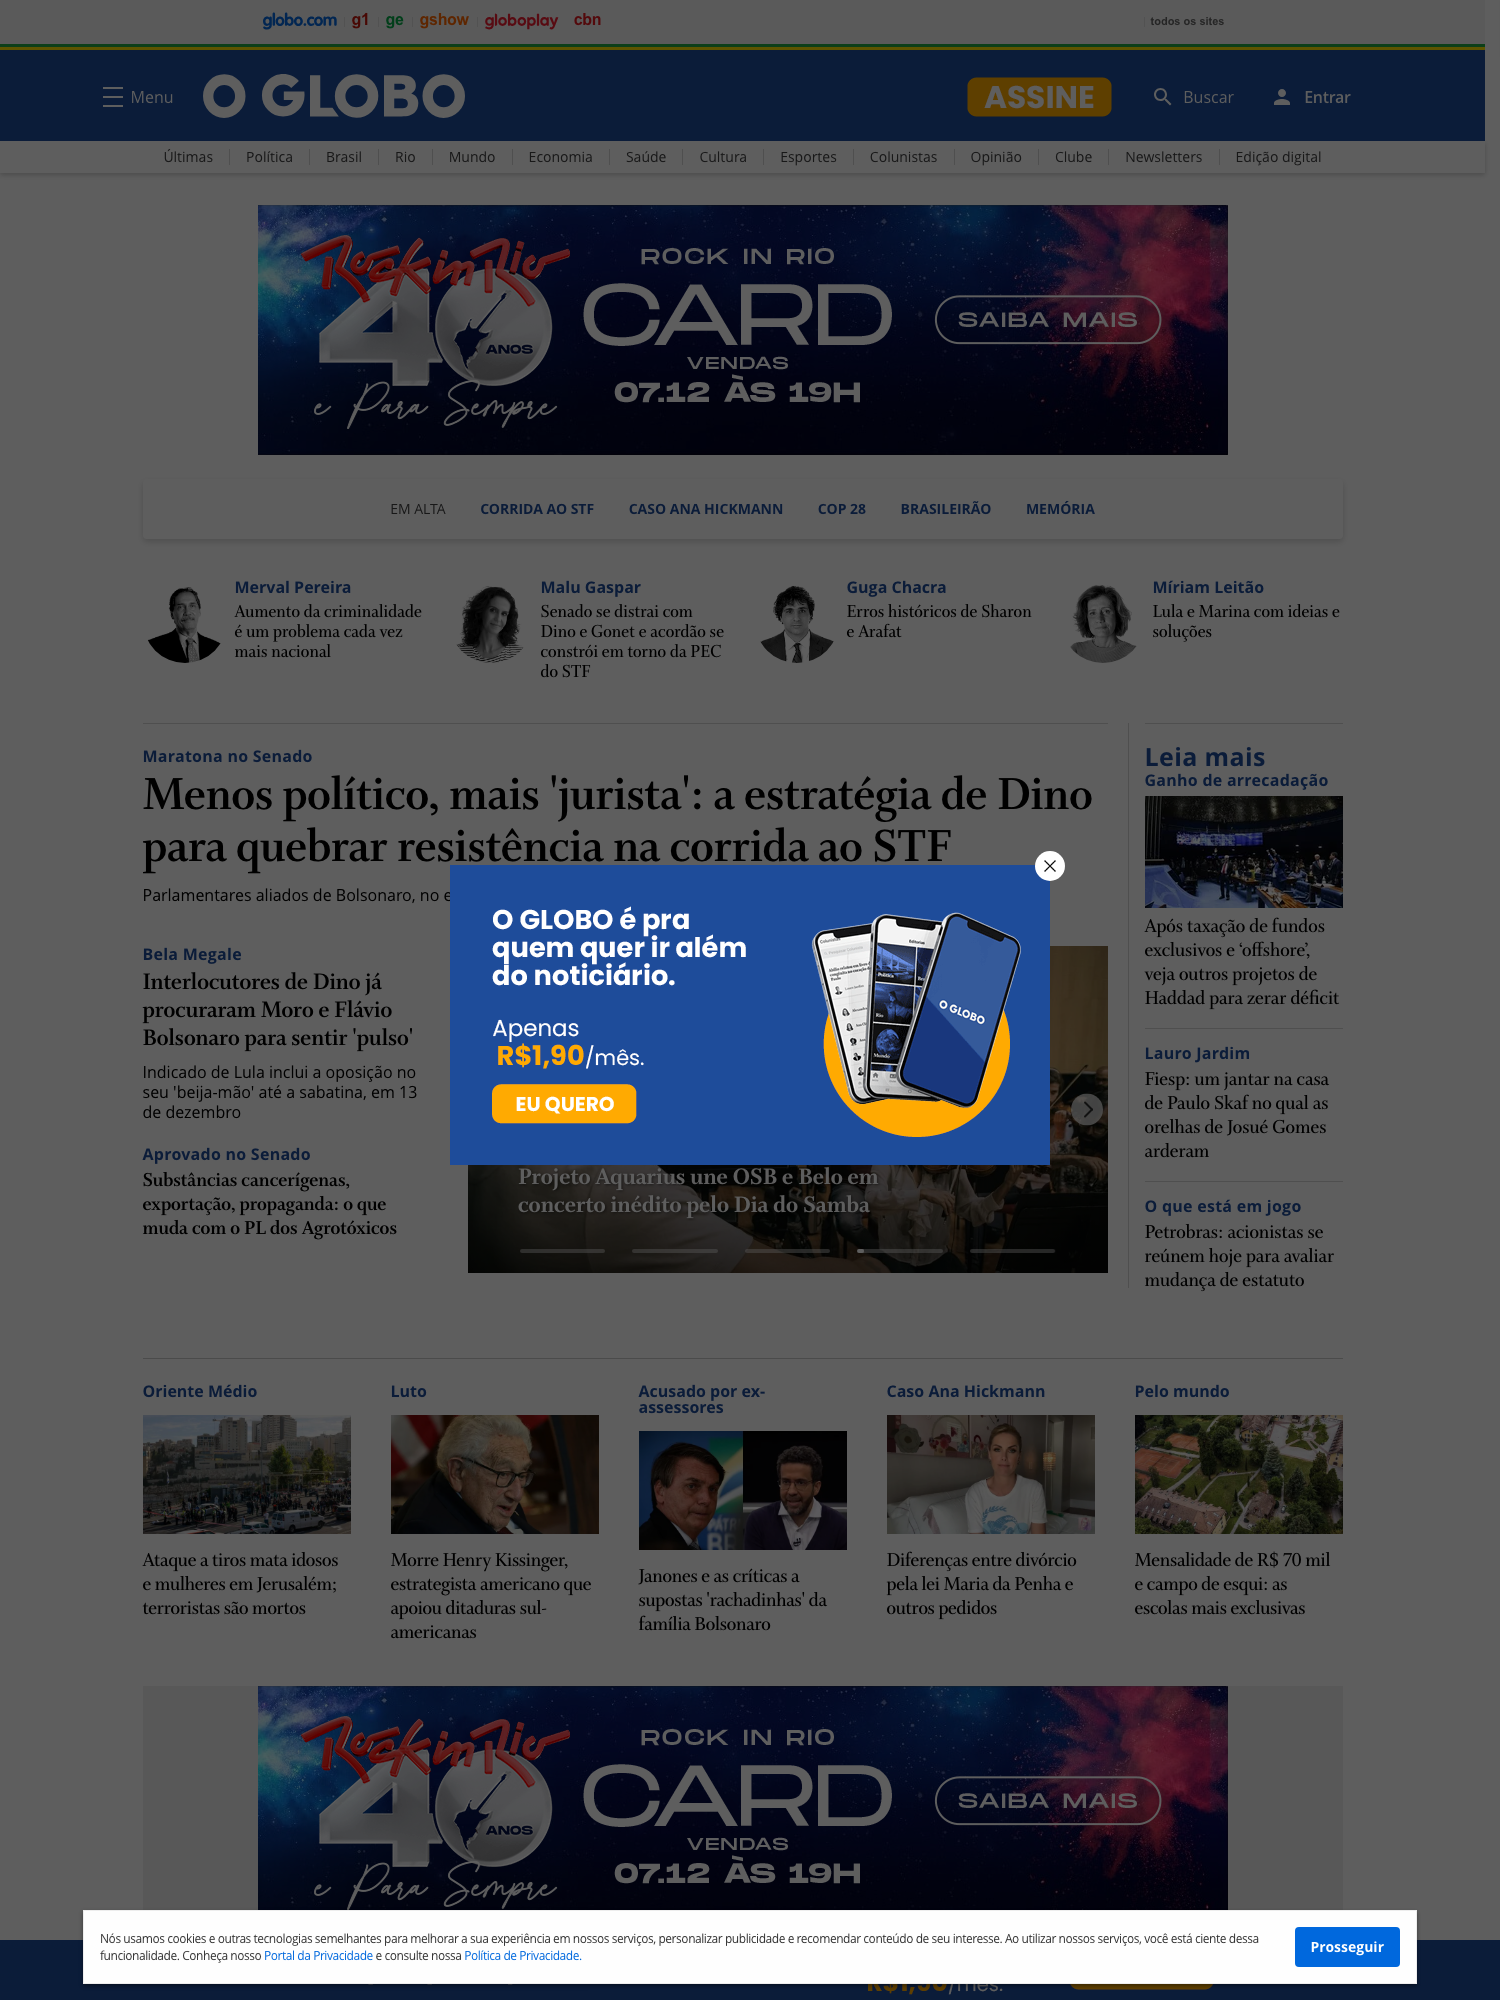 globo.com
g1
ge
gshow
globoplay
cbn
todos os sites
Menu
O GLOBO
ASSINE
Buscar
Entrar
Últimas
Política
Brasil
Rio
Mundo
Economia
Saúde
Cultura
Esportes
Colunistas
Opinião
Clube
Newsletters
Edição digital
Rock in Rio
40
ANOS
e Para Sempre
ROCK IN RIO
CARD
VENDAS
07.12 ÀS 19H
SAIBA MAIS
EM ALTA
CORRIDA AO STF
CASO ANA HICKMANN
COP 28
BRASILEIRÃO
MEMÓRIA
Merval Pereira
Aumento da criminalidade
é um problema cada vez
mais nacional
Malu Gaspar
Senado se distrai com
Dino e Gonet e acordão se
constrói em torno da PEC
do STF
Guga Chacra
Erros históricos de Sharon
e Arafat
Míriam Leitão
Lula e Marina com ideias e
soluções
Maratona no Senado
Menos político, mais 'jurista': a estratégia de Dino
para quebrar resistência na corrida ao STF
Parlamentares aliados de Bolsonaro, no e
Bela Megale
Interlocutores de Dino já
procuraram Moro e Flávio
Bolsonaro para sentir 'pulso'
Indicado de Lula inclui a oposição no
seu 'beija-mão' até a sabatina, em 13
de dezembro
Aprovado no Senado
Substâncias cancerígenas,
exportação, propaganda: o que
muda com o PL dos Agrotóxicos
O GLOBO é pra
quem quer ir além
do noticiário.
Apenas
R$1,90/mês.
EU QUERO
Colunistas
Editorias
Política
Rio
Mundo
O GLOBO
Projeto Aquarius une OSB e Belo em
concerto inédito pelo Dia do Samba
Leia mais
Ganho de arrecadação
Após taxação de fundos
exclusivos e ‘offshore’,
veja outros projetos de
Haddad para zerar déficit
Lauro Jardim
Fiesp: um jantar na casa
de Paulo Skaf no qual as
orelhas de Josué Gomes
arderam
O que está em jogo
Petrobras: acionistas se
reúnem hoje para avaliar
mudança de estatuto
Oriente Médio
Ataque a tiros mata idosos
e mulheres em Jerusalém;
terroristas são mortos
Luto
Morre Henry Kissinger,
estrategista americano que
apoiou ditaduras sul-
americanas
Acusado por ex-
assessores
Janones e as críticas a
supostas 'rachadinhas' da
família Bolsonaro
Caso Ana Hickmann
Diferenças entre divórcio
pela lei Maria da Penha e
outros pedidos
Pelo mundo
Mensalidade de R$ 70 mil
e campo de esqui: as
escolas mais exclusivas
Rock in Rio
40
ANOS
e Para Sempre
ROCK IN RIO
CARD
VENDAS
07.12 ÀS 19H
SAIBA MAIS
Nós usamos cookies e outras tecnologias semelhantes para melhorar a sua experiência em nossos serviços, personalizar publicidade e recomendar conteúdo de seu interesse. Ao utilizar nossos serviços, você está ciente dessa
funcionalidade. Conheça nosso Portal da Privacidade e consulte nossa Política de Privacidade.
Prosseguir
R$1,90/mês.